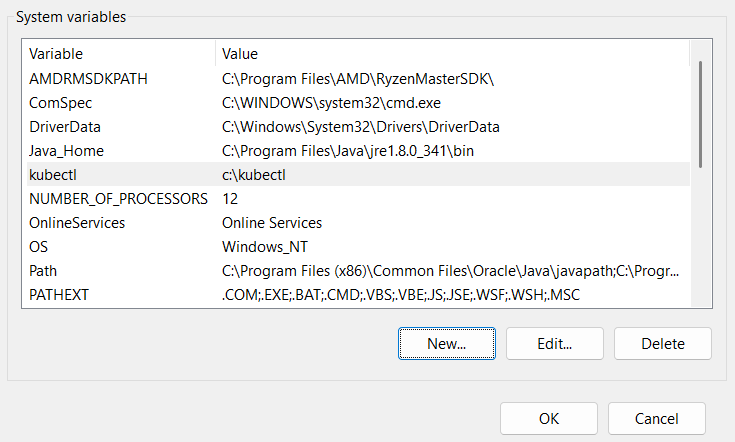 System variables
Variable Value
AMDRMSDKPATH C:\Program Files\AMD\RyzenMasterSDK\
ComSpec C:\WINDOWS\system32\cmd.exe
DriverData C:\Windows\System32\Drivers\DriverData
Java_Home C:\Program Files\Java\jre1.8.0_341\bin
kubectl c:\kubectl
NUMBER_OF_PROCESSORS 12
OnlineServices Online Services
OS Windows_NT
Path C:\Program Files (x86)\Common Files\Oracle\Java\javapath;C:\Progr...
PATHEXT .COM;.EXE;.BAT;.CMD;.VBS;.VBE;.JS;.JSE;.WSF;.WSH;.MSC
New... Edit... Delete
OK Cancel